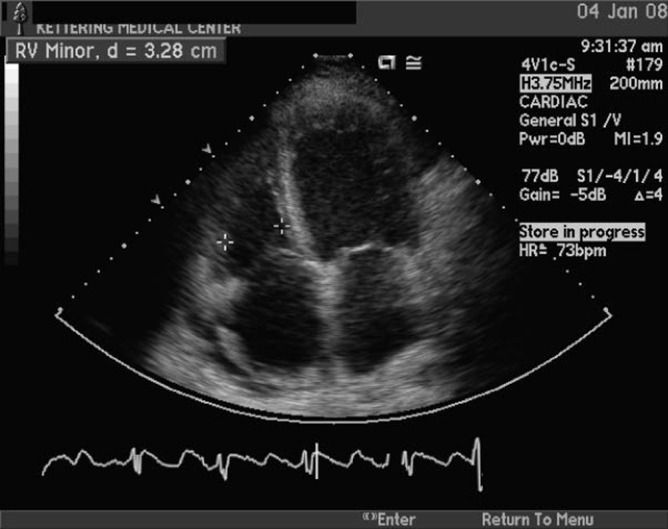 04 Jan 08
KETTERING MEDICAL CENTER
RV Minor, d = 3.28 cm
9:31:37 am
4V1c-S #179
H3.75MHz 200mm
CARDIAC
General S1 /V
Pwr=0dB MI=1.9
77dB S1/-4/1/4
Gain= -5dB Δ=4
Store in progress
HR= 73bpm
Enter
Return To Menu